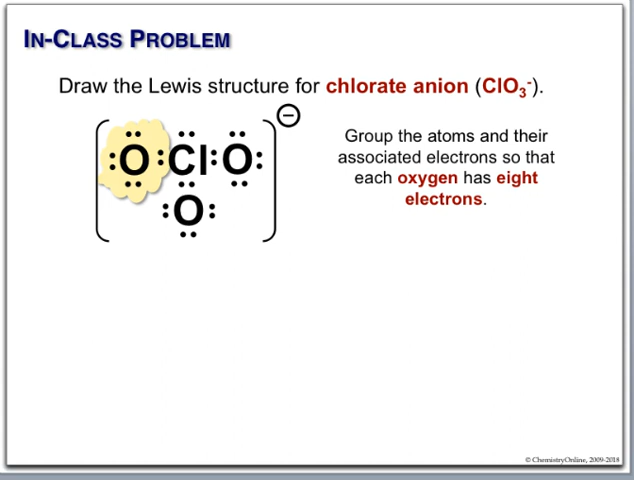 IN-CLASS PROBLEM
Draw the Lewis structure for chlorate anion (ClO₃⁻).
−
:Ö:Cl:O:
:O:
Group the atoms and their
associated electrons so that
each oxygen has eight
electrons.
© ChemistryOnline, 2009-2018